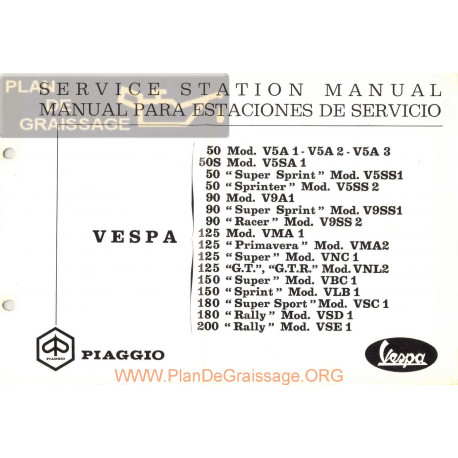 PLAN DE GRAISSAGE
SERVICE STATION MANUAL
MANUAL PARA ESTACIONES DE SERVICIO
VESPA
50 Mod. V5A 1 - V5A 2 - V5A 3
50S Mod. V5SA 1
50 “Super Sprint” Mod. V5SS1
50 “Sprinter” Mod. V5SS 2
90 Mod. V9A1
90 “Super Sprint” Mod. V9SS1
90 “Racer” Mod. V9SS 2
125 Mod. VMA 1
125 “Primavera” Mod. VMA2
125 “Super” Mod. VNC 1
125 “G.T.”, “G.T.R.” Mod. VNL2
150 “Super” Mod. VBC 1
150 “Sprint” Mod. VLB 1
180 “Super Sport” Mod. VSC 1
180 “Rally” Mod. VSD 1
200 “Rally” Mod. VSE 1
PIAGGIO
PIAGGIO
Vespa
www.PlanDeGraissage.ORG